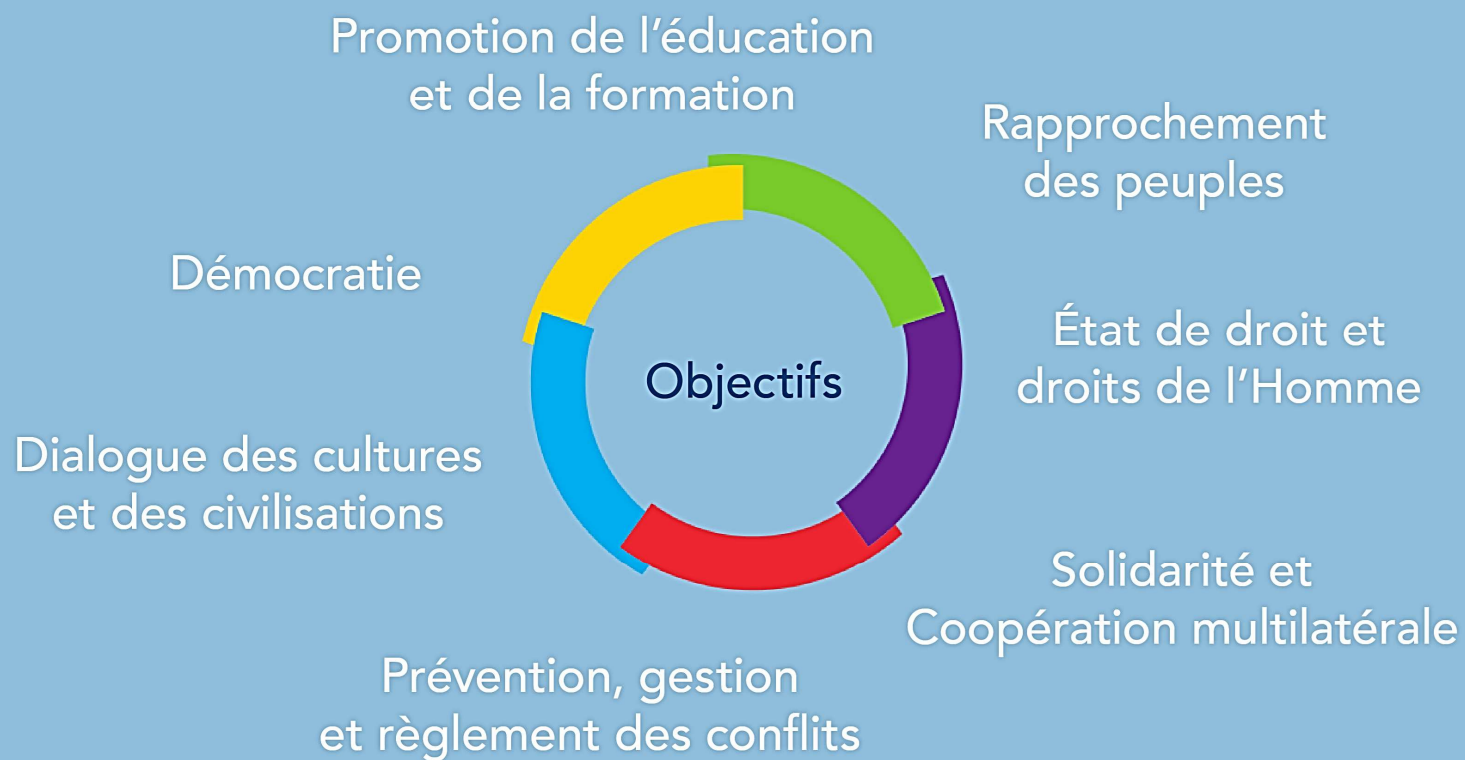 Promotion de l’éducation
et de la formation
Rapprochement
des peuples
Démocratie
État de droit et
droits de l’Homme
Objectifs
Dialogue des cultures
et des civilisations
Solidarité et
Coopération multilatérale
Prévention, gestion
et règlement des conflits